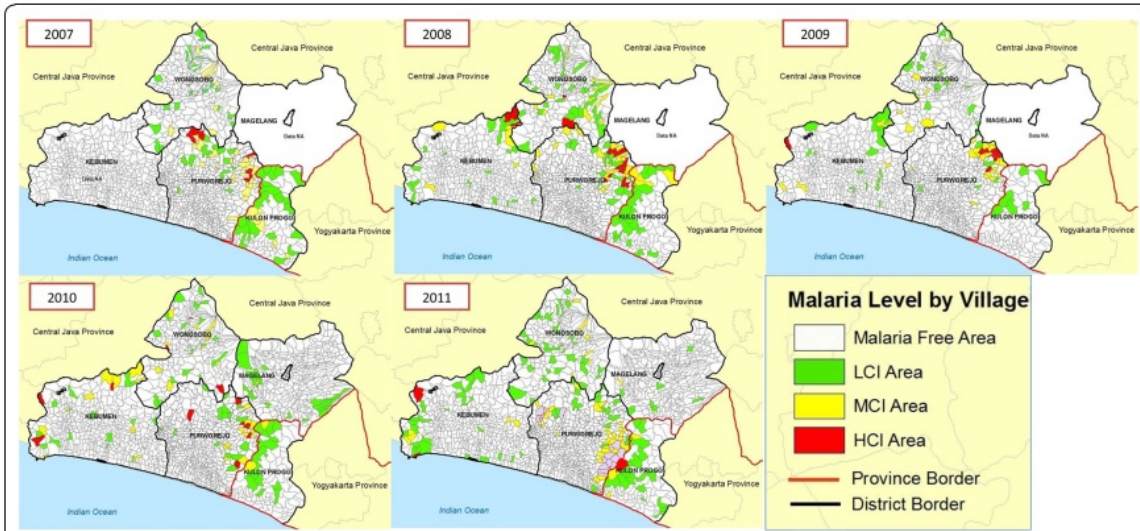 2007
Central Java Province
Central Java Province
WONOSOBO
MAGELANG
Data NA
KEBUMEN
Data NA
PURWOREJO
KULON PROGO
Yogyakarta Province
Indian Ocean
2008
Central Java Province
Central Java Province
WONOSOBO
MAGELANG
Data NA
KEBUMEN
PURWOREJO
KULON PROGO
Yogyakarta Province
Indian Ocean
2009
Central Java Province
Central Java Province
WONOSOBO
MAGELANG
Data NA
KEBUMEN
PURWOREJO
KULON PROGO
Yogyakarta Province
Indian Ocean
2010
Central Java Province
Central Java Province
WONOSOBO
MAGELANG
KEBUMEN
PURWOREJO
KULON PROGO
Yogyakarta Province
Indian Ocean
2011
Central Java Province
Central Java Province
WONOSOBO
MAGELANG
KEBUMEN
PURWOREJO
KULON PROGO
Yogyakarta Province
Indian Ocean
Malaria Level by Village
Malaria Free Area
LCI Area
MCI Area
HCI Area
Province Border
District Border